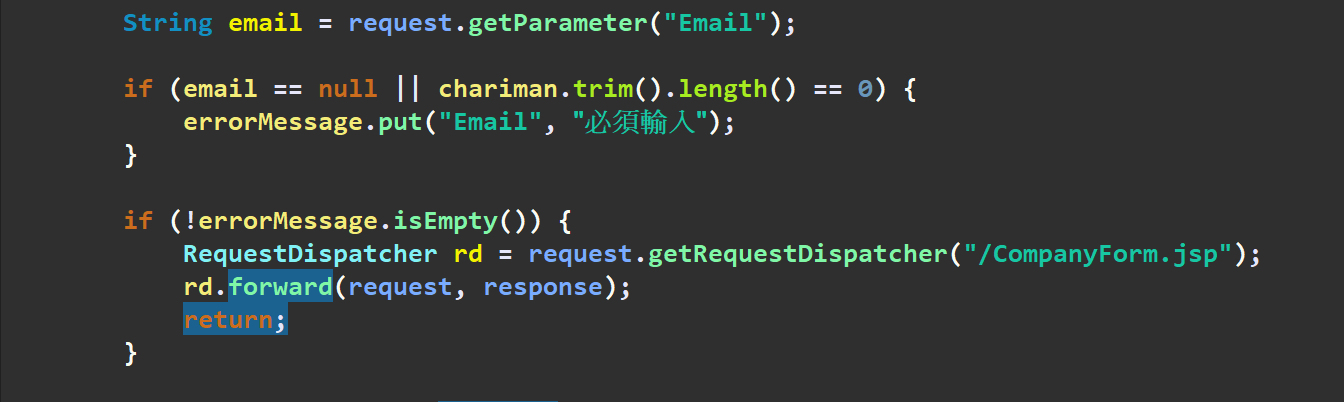 String email = request.getParameter("Email");
if (email == null || chariman.trim().length() == 0) {
errorMessage.put("Email", "必須輸入");
}
if (!errorMessage.isEmpty()) {
RequestDispatcher rd = request.getRequestDispatcher("/CompanyForm.jsp");
rd.forward(request, response);
return;
}